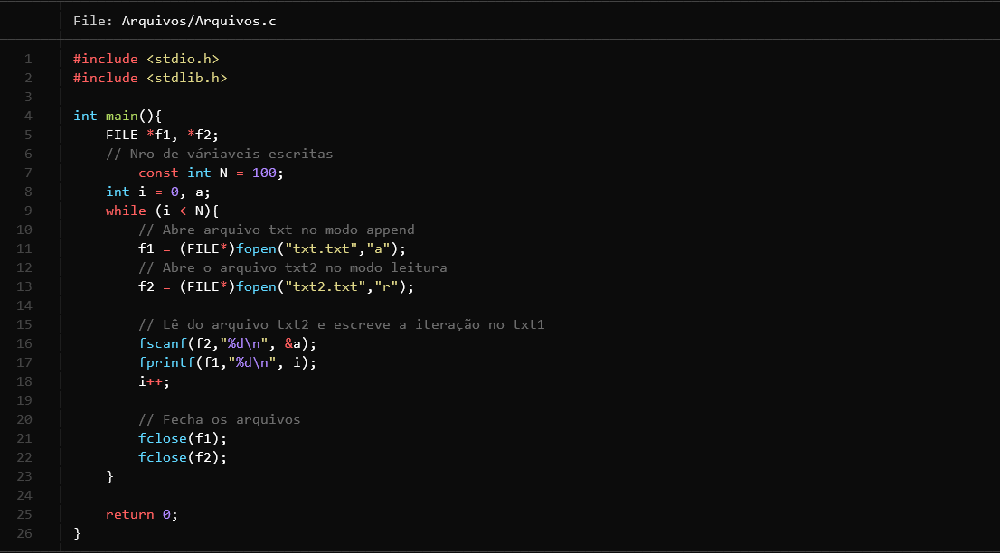 File: Arquivos/Arquivos.c
1 #include <stdio.h>
2 #include <stdlib.h>
3
4 int main(){
5     FILE *f1, *f2;
6     // Nro de váriaveis escritas
7         const int N = 100;
8     int i = 0, a;
9     while (i < N){
10         // Abre arquivo txt no modo append
11         f1 = (FILE*)fopen("txt.txt","a");
12         // Abre o arquivo txt2 no modo leitura
13         f2 = (FILE*)fopen("txt2.txt","r");
14
15         // Lê do arquivo txt2 e escreve a iteração no txt1
16         fscanf(f2,"%d\n", &a);
17         fprintf(f1,"%d\n", i);
18         i++;
19
20         // Fecha os arquivos
21         fclose(f1);
22         fclose(f2);
23     }
24
25     return 0;
26 }